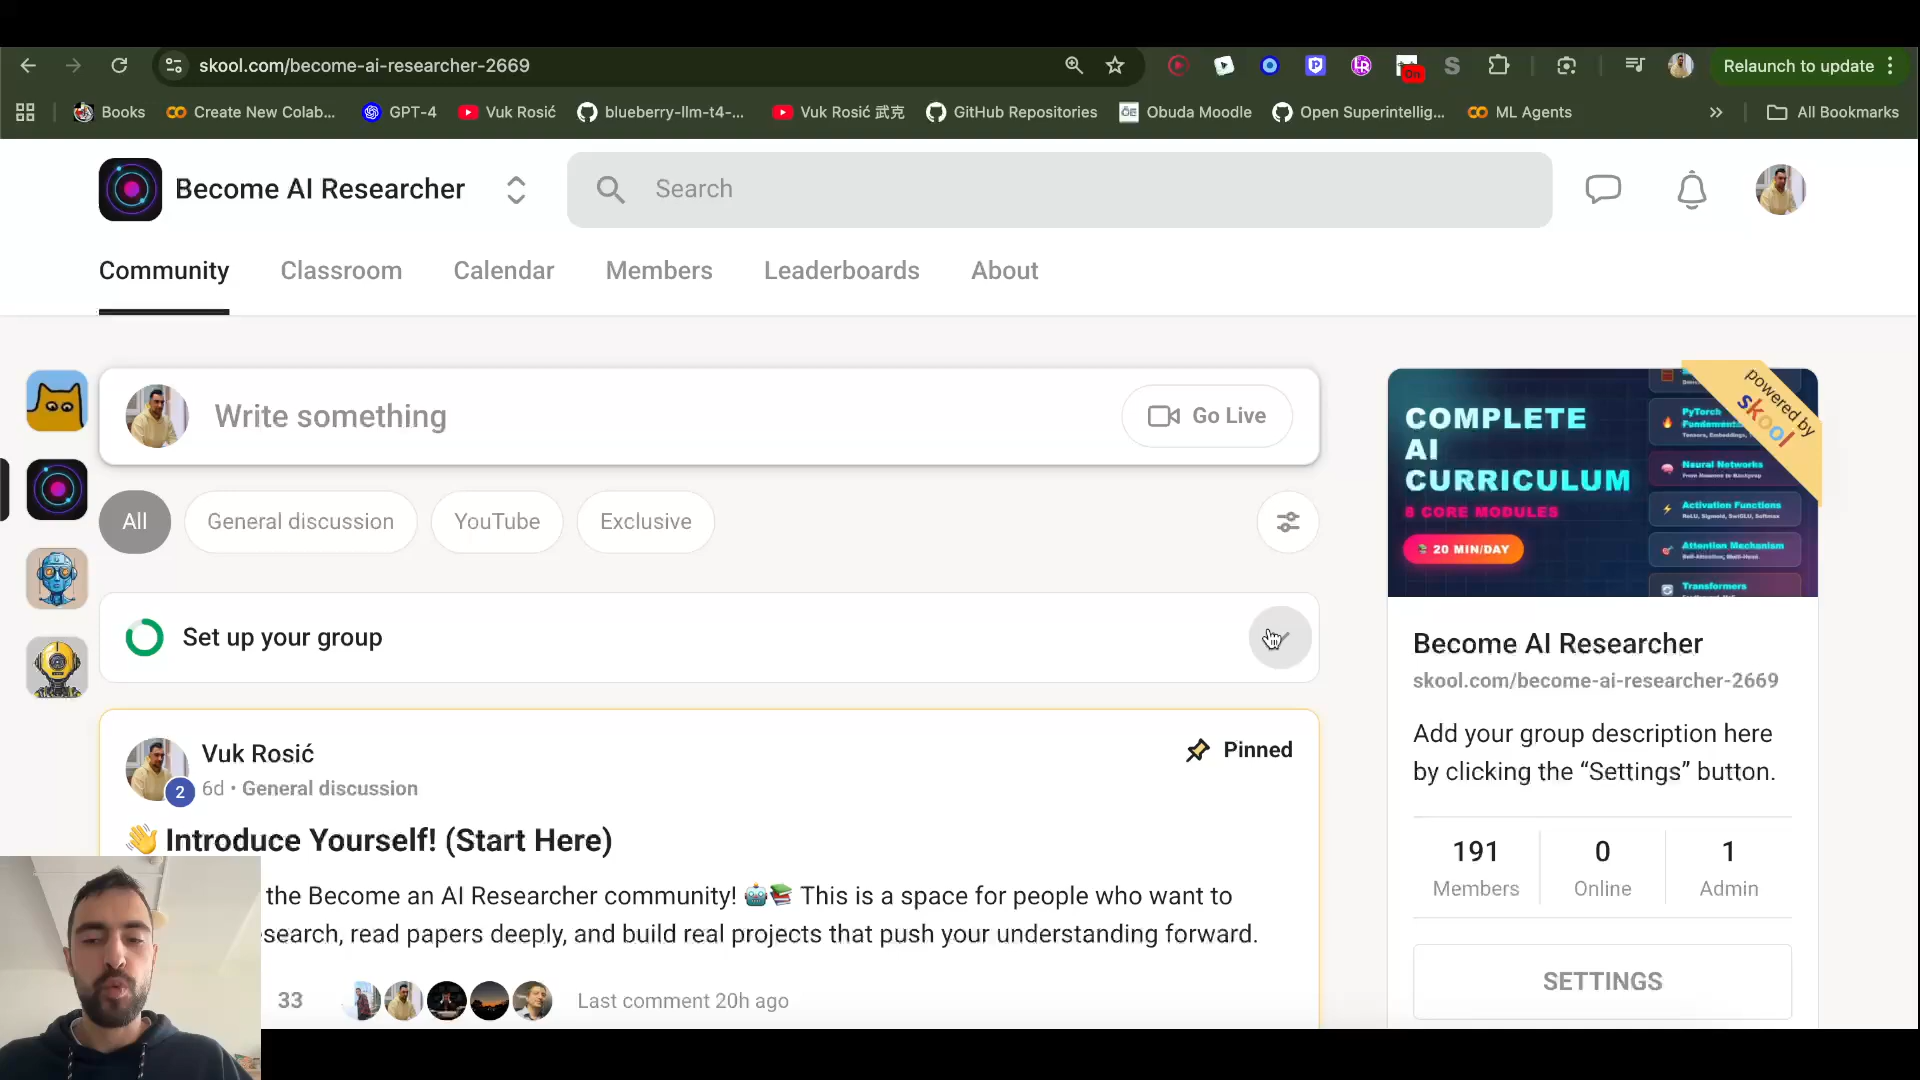 skool.com/become-ai-researcher-2669
On
Relaunch to update
Books
Create New Colab...
GPT-4
Vuk Rosić
blueberry-llm-t4-...
Vuk Rosić 武克
GitHub Repositories
Obuda Moodle
Open Superintellig...
ML Agents
All Bookmarks
Become AI Researcher
Search
Community
Classroom
Calendar
Members
Leaderboards
About
Write something
Go Live
All
General discussion
YouTube
Exclusive
Set up your group
Vuk Rosić
2
6d • General discussion
Pinned
👋 Introduce Yourself! (Start Here)
the Become an AI Researcher community! 🤖📚 This is a space for people who want to
search, read papers deeply, and build real projects that push your understanding forward.
33
Last comment 20h ago
COMPLETE
AI
CURRICULUM
8 CORE MODULES
20 MIN/DAY
PyTorch
Neural Networks
Activation Functions
ReLU, Sigmoid, SwiGLU, Softmax
Attention Mechanism
Transformers
powered by
skool
Become AI Researcher
skool.com/become-ai-researcher-2669
Add your group description here
by clicking the “Settings” button.
191
Members
0
Online
1
Admin
SETTINGS